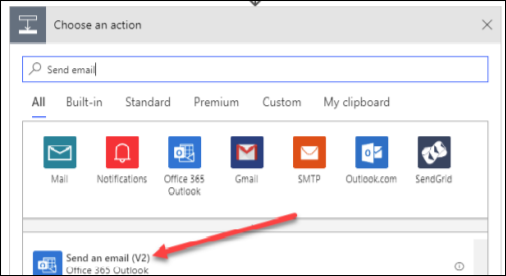 Choose an action
Send email
All Built-in Standard Premium Custom My clipboard
Mail Notifications Office 365 Outlook Gmail SMTP Outlook.com SendGrid
Send an email (V2)
Office 365 Outlook